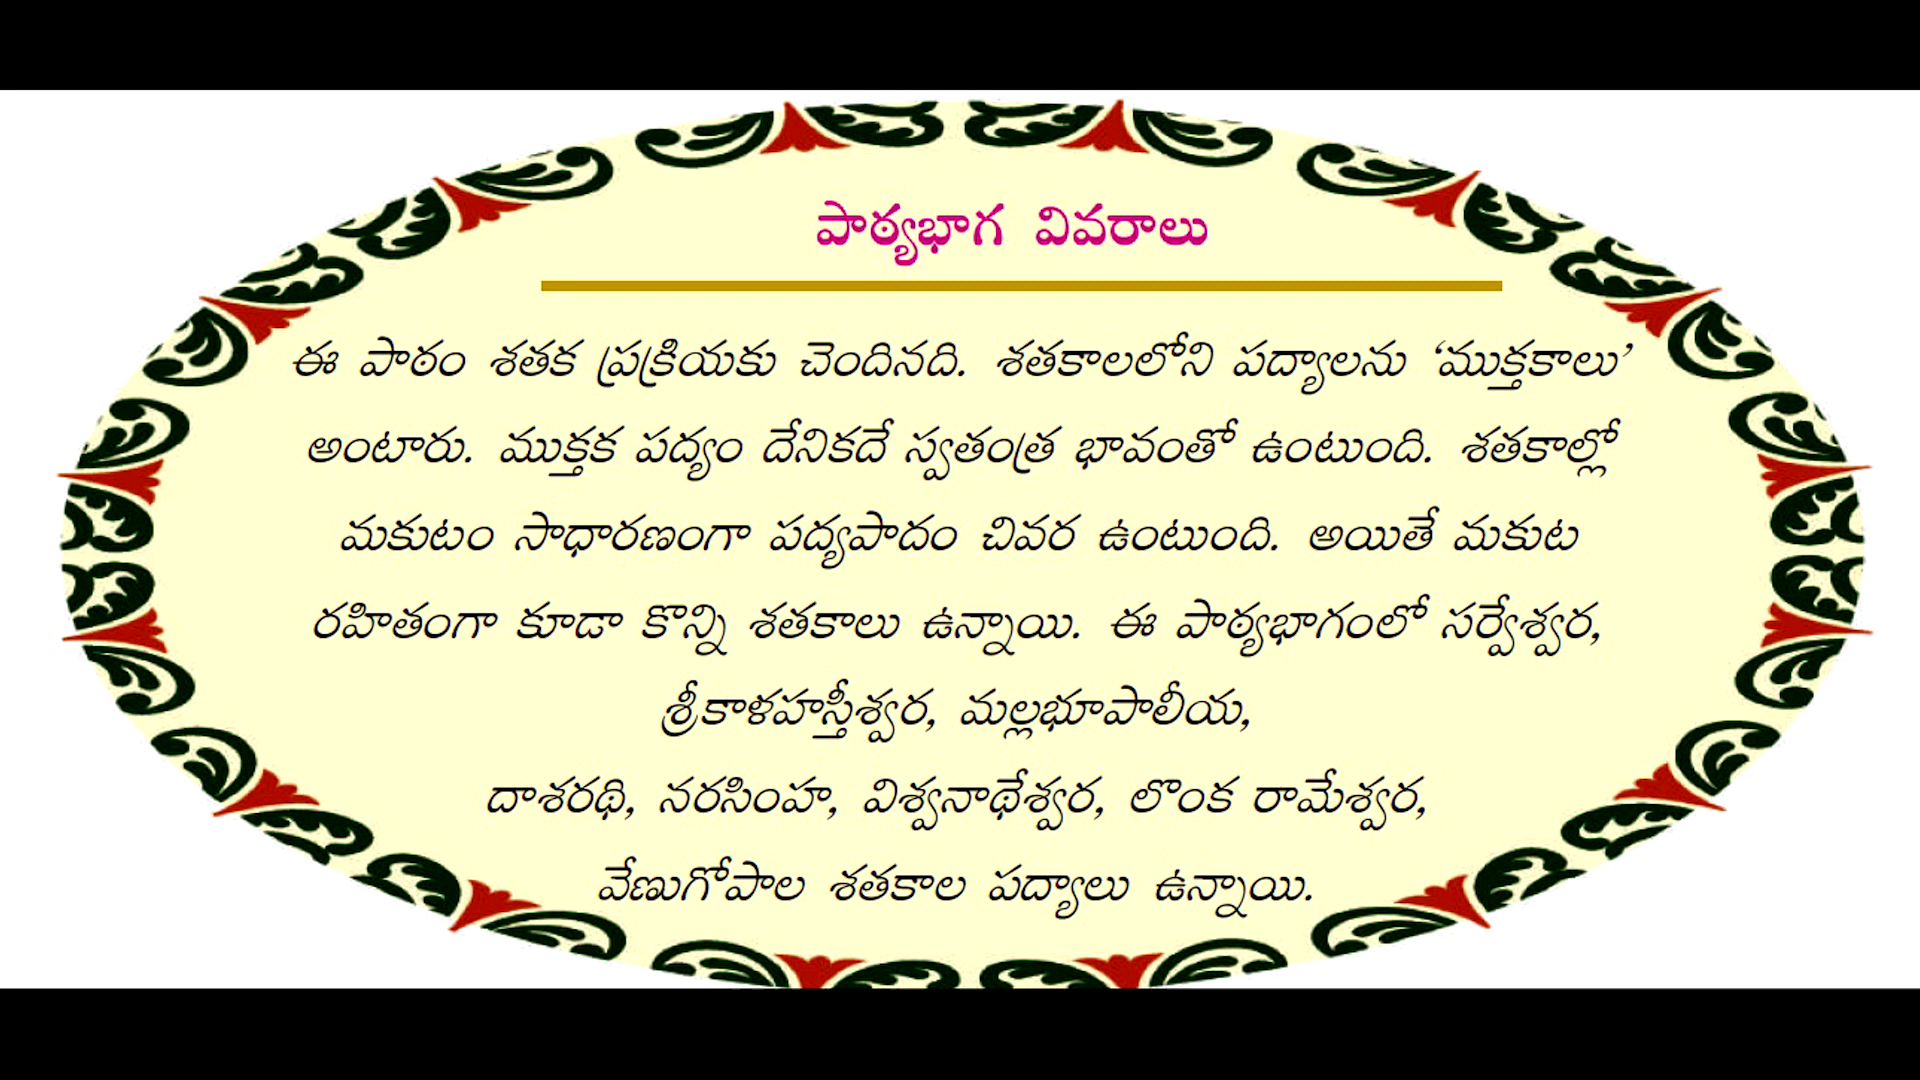 పాఠ్యభాగ వివరాలు
ఈ పాఠం శతక ప్రక్రియకు చెందినది. శతకాలలోని పద్యాలను ‘ముక్తకాలు’
అంటారు. ముక్తక పద్యం దేనికదే స్వతంత్ర భావంతో ఉంటుంది. శతకాల్లో
మకుటం సాధారణంగా పద్యపాదం చివర ఉంటుంది. అయితే మకుట
రహితంగా కూడా కొన్ని శతకాలు ఉన్నాయి. ఈ పాఠ్యభాగంలో సర్వేశ్వర,
శ్రీకాళహస్తీశ్వర, మల్లభూపాలీయ,
దాశరథి, నరసింహ, విశ్వనాథేశ్వర, లొంక రామేశ్వర,
వేణుగోపాల శతకాల పద్యాలు ఉన్నాయి.